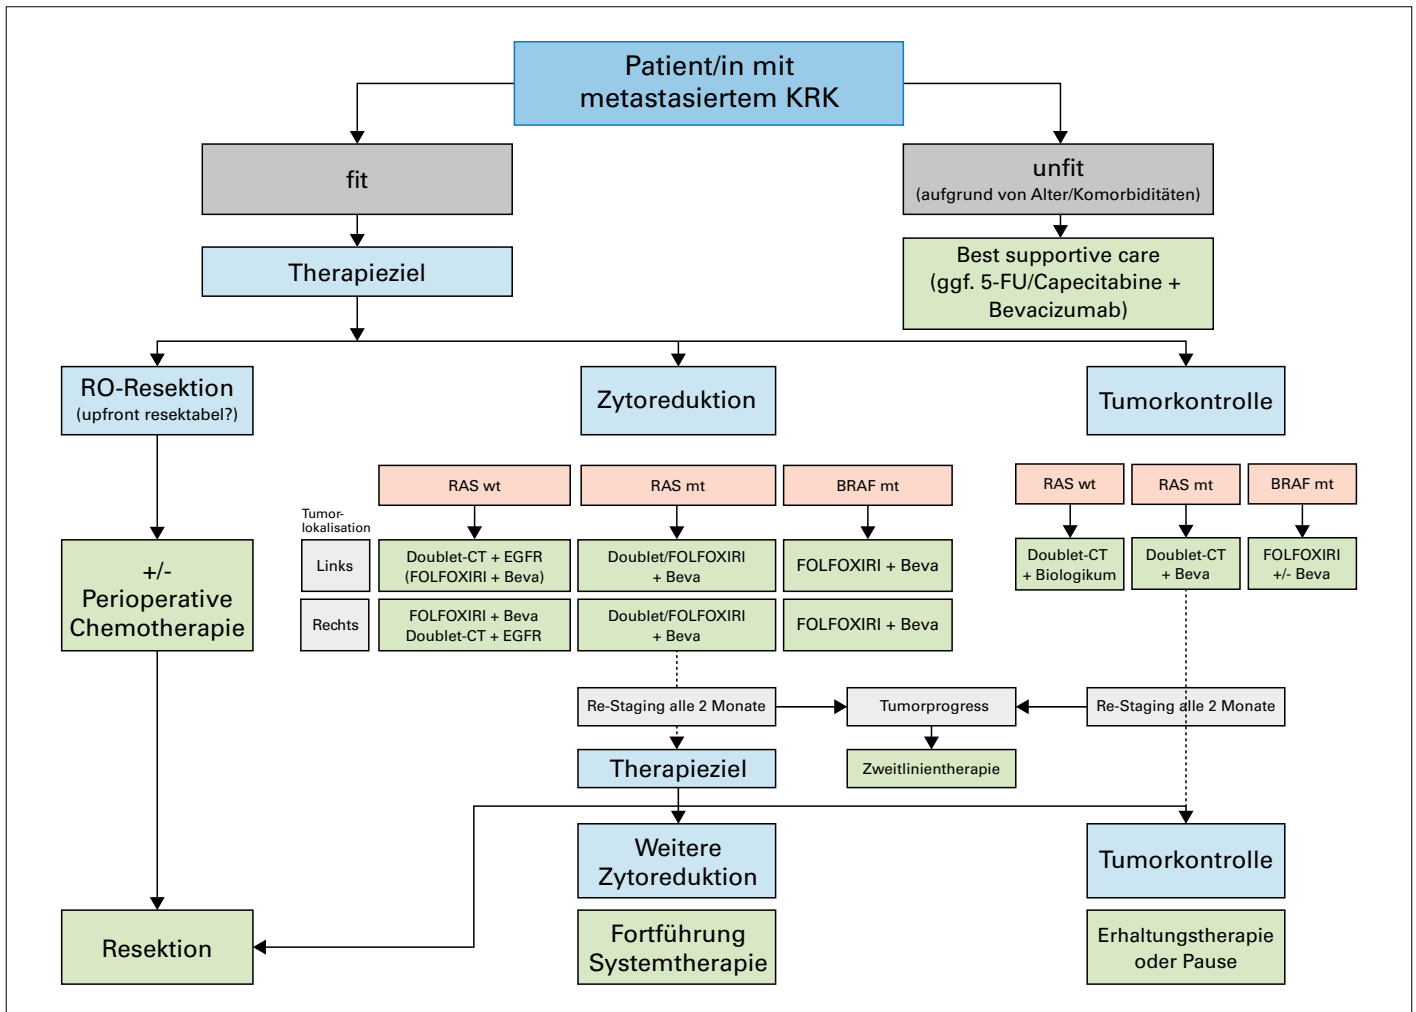 Patient/in mit
metastasiertem KRK
fit
unfit
(aufgrund von Alter/Komorbiditäten)
Therapieziel
Best supportive care
(ggf. 5-FU/Capecitabine +
Bevacizumab)
RO-Resektion
(upfront resektabel?)
Zytoreduktion
Tumorkontrolle
RAS wt
RAS mt
BRAF mt
RAS wt
RAS mt
BRAF mt
Tumor-
lokalisation
Links
Doublet-CT + EGFR
(FOLFOXIRI + Beva)
Doublet/FOLFOXIRI
+ Beva
FOLFOXIRI + Beva
Doublet-CT
+ Biologikum
Doublet-CT
+ Beva
FOLFOXIRI
+/- Beva
+/-
Perioperative
Chemotherapie
Rechts
FOLFOXIRI + Beva
Doublet-CT + EGFR
Doublet/FOLFOXIRI
+ Beva
FOLFOXIRI + Beva
Re-Staging alle 2 Monate
Tumorprogress
Re-Staging alle 2 Monate
Therapieziel
Zweitlinientherapie
Weitere
Zytoreduktion
Tumorkontrolle
Resektion
Fortführung
Systemtherapie
Erhaltungstherapie
oder Pause